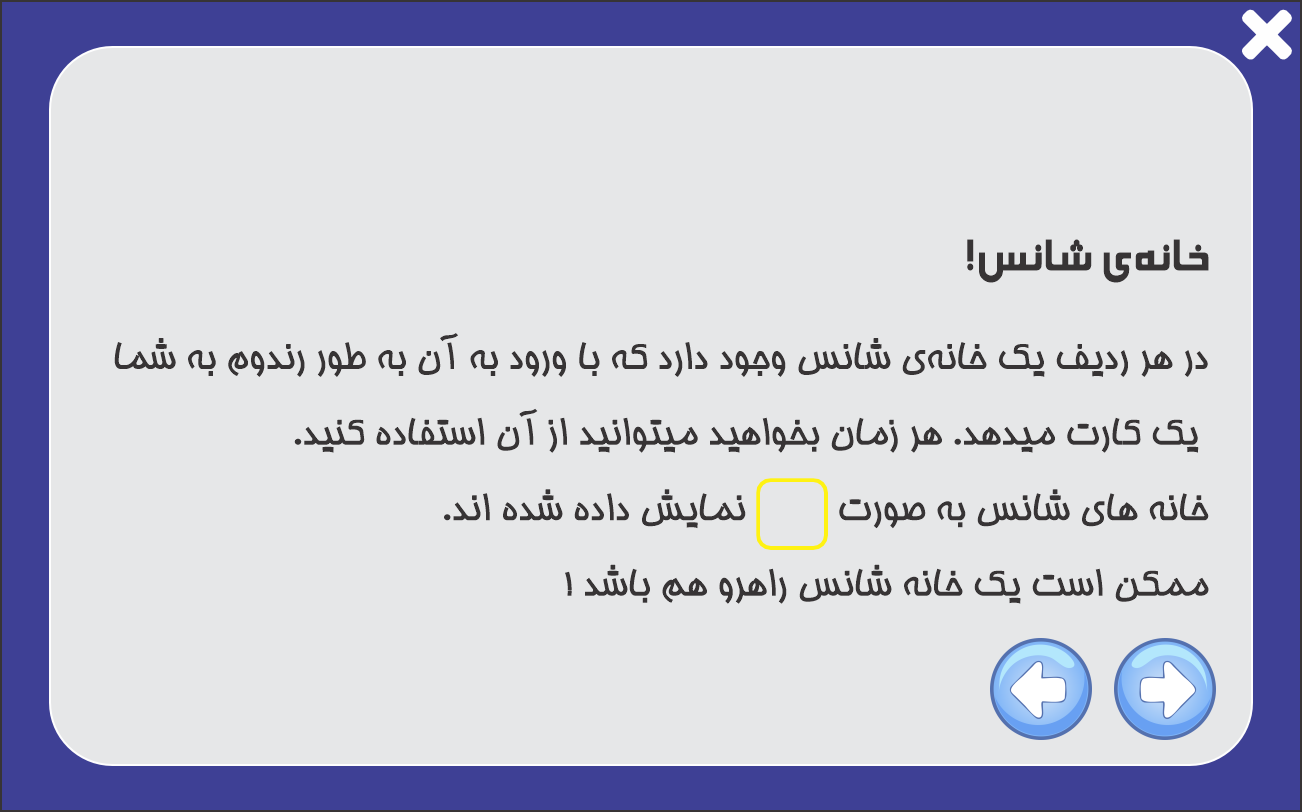 خانه‌ی شانس!
در هر ردیف یک خانه‌ی شانس وجود دارد که با ورود به آن به طور رندوم به شما
یک کارت میدهد. هر زمان بخواهید میتوانید از آن استفاده کنید.
خانه های شانس به صورت نمایش داده شده اند.
ممکن است یک خانه شانس راهرو هم باشد !